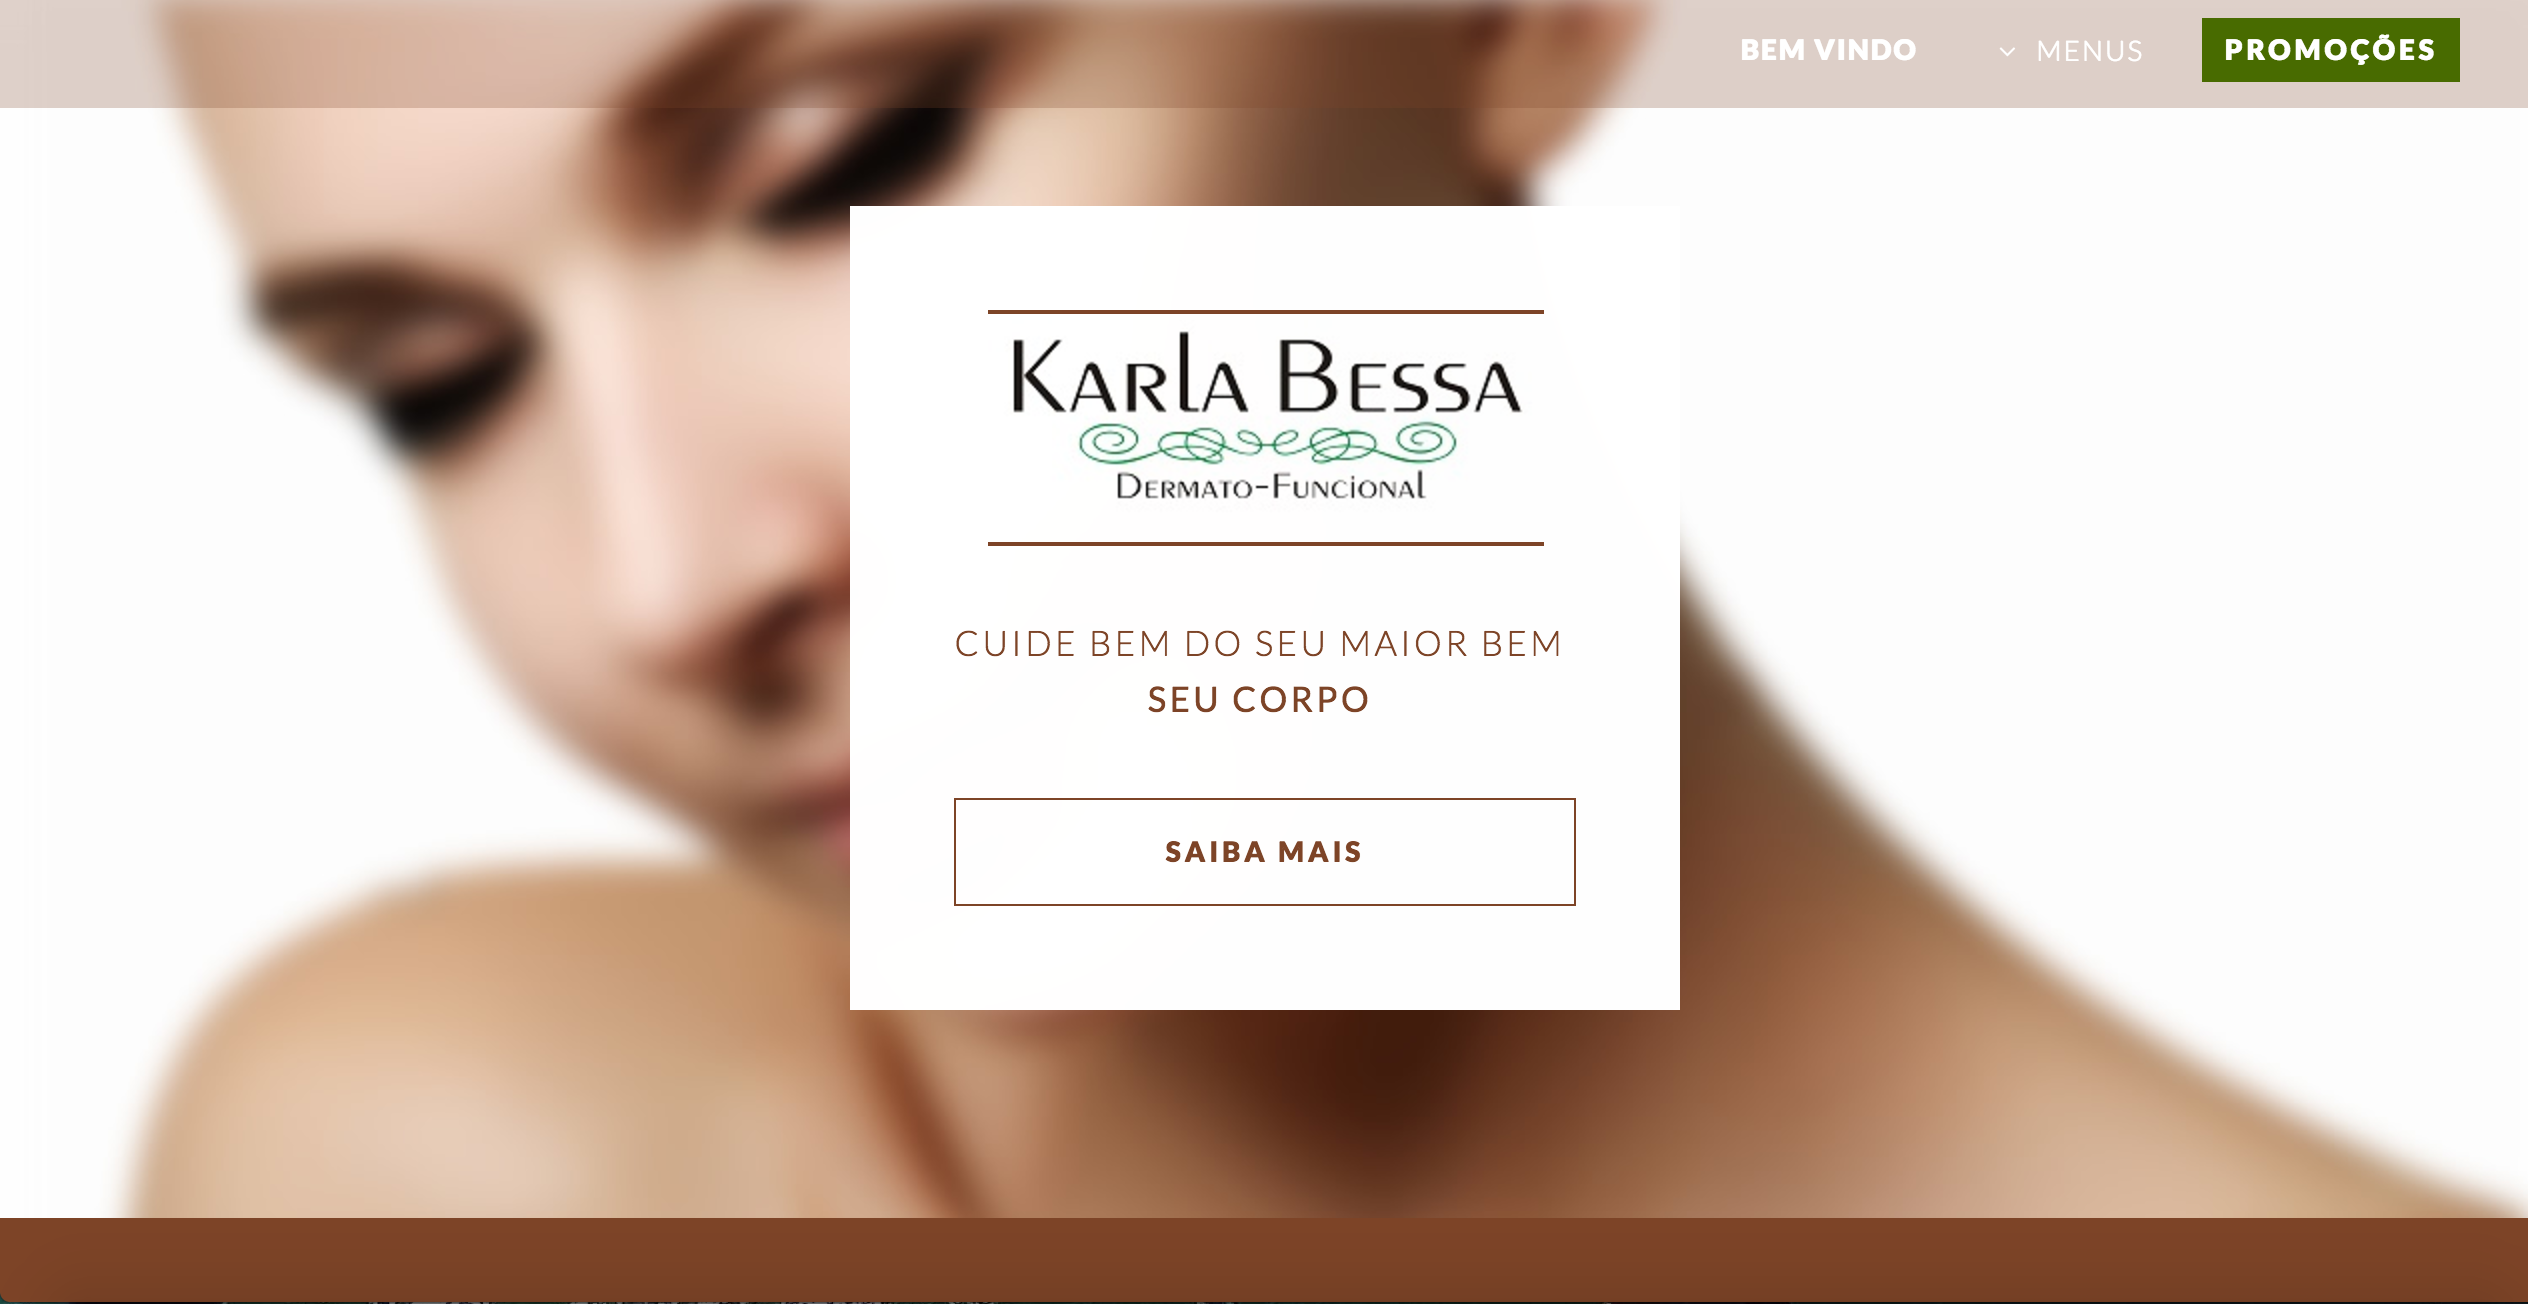 BEM VINDO
MENUS
PROMOÇÕES
Karla Bessa
Dermato-Funcional
CUIDE BEM DO SEU MAIOR BEM
SEU CORPO
SAIBA MAIS